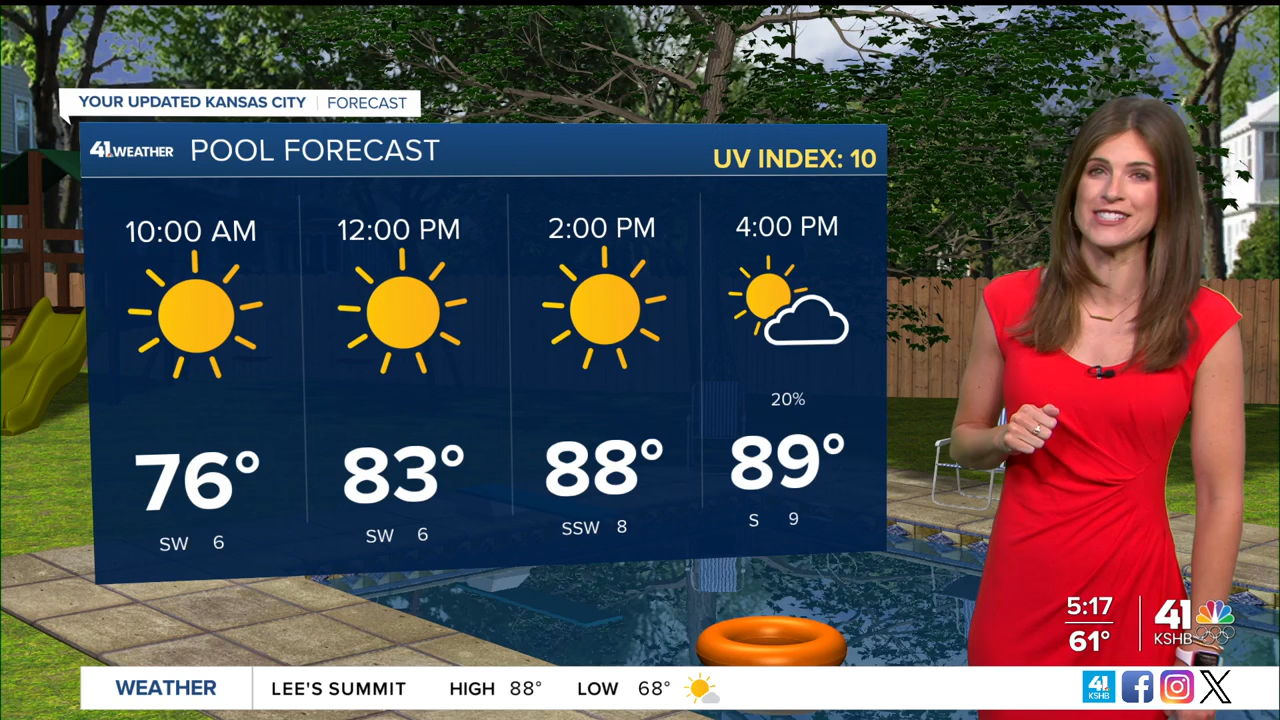 YOUR UPDATED KANSAS CITY | FORECAST
41 WEATHER POOL FORECAST
UV INDEX: 10
10:00 AM
76°
SW 6
12:00 PM
83°
SW 6
2:00 PM
88°
SSW 8
4:00 PM
20%
89°
S 9
5:17
61°
41
KSHB
WEATHER
LEE'S SUMMIT HIGH 88° LOW 68°
41
KSHB